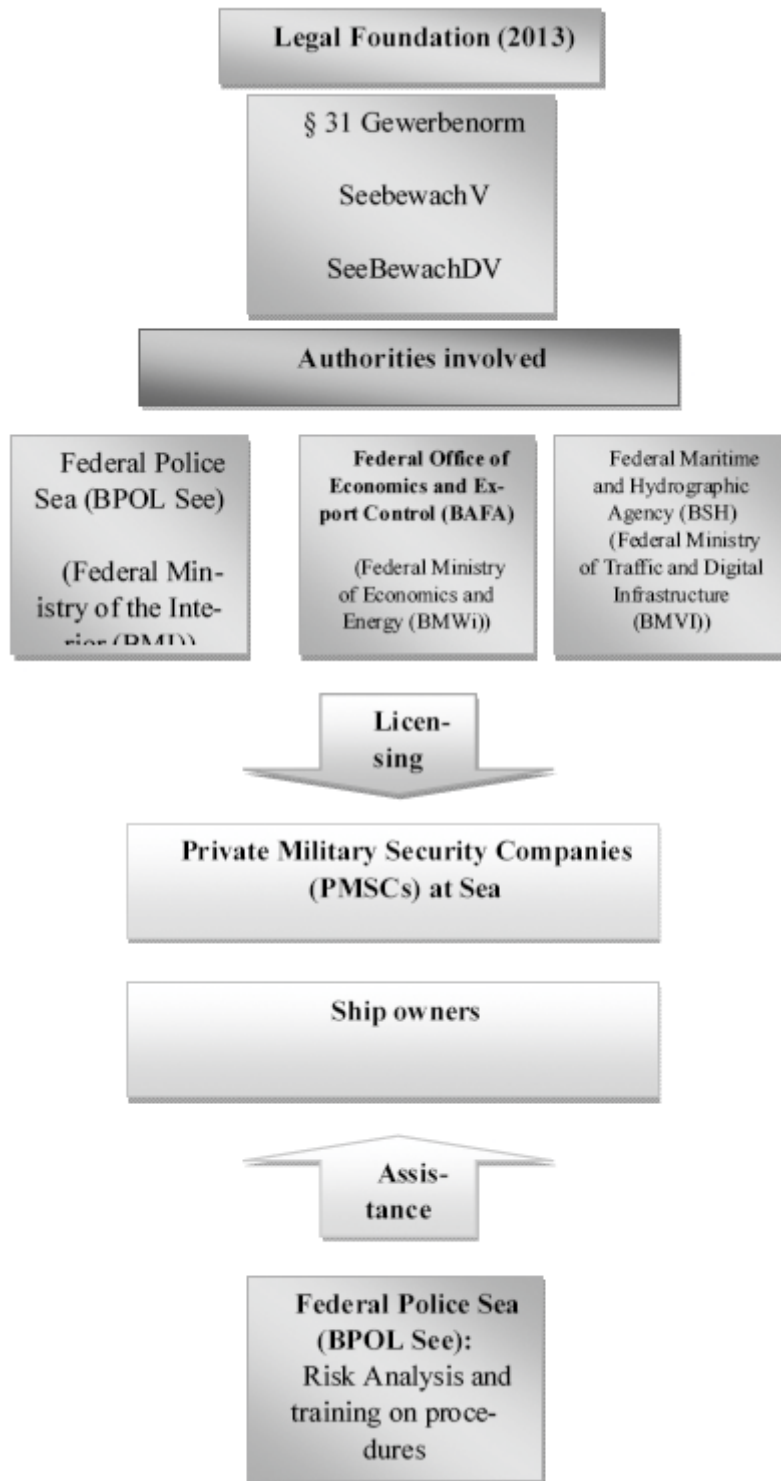 Legal Foundation (2013)
§ 31 Gewerbenorm
SeebewachV
SeeBewachDV
Authorities involved
Federal Police
Sea (BPOL See)
(Federal Min-
istry of the Inte-
rior (BMI))
Federal Office of
Economics and Ex-
port Control (BAFA)
(Federal Ministry
of Economics and
Energy (BMWi))
Federal Maritime
and Hydrographic
Agency (BSH)
(Federal Ministry
of Traffic and Digital
Infrastructure
(BMVI))
Licen-
sing
Private Military Security Companies
(PMSCs) at Sea
Ship owners
Assis-
tance
Federal Police Sea
(BPOL See):
Risk Analysis and
training on proce-
dures